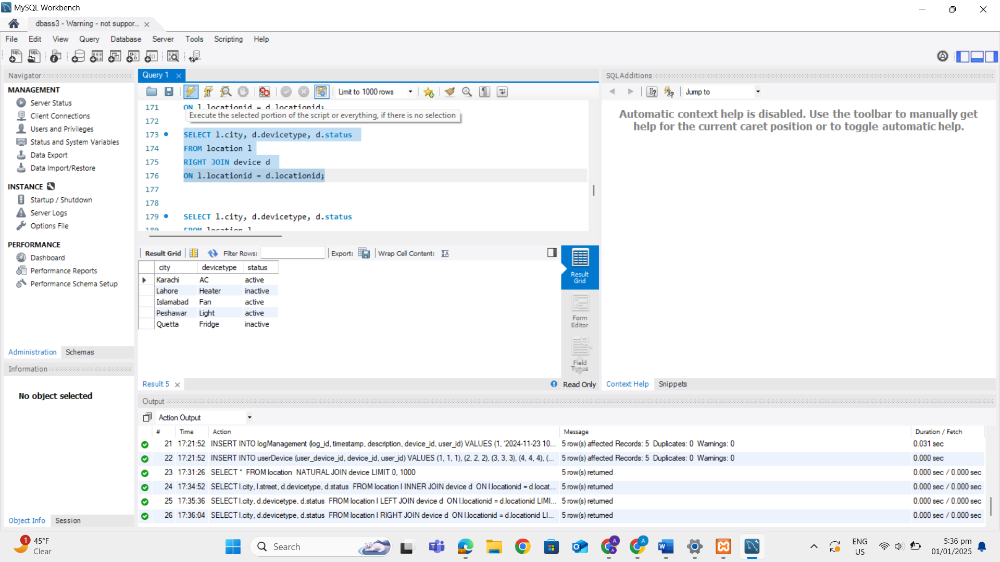 MySQL Workbench
dbass3 - Warning - not suppor...
File Edit View Query Database Server Tools Scripting Help
Navigator
MANAGEMENT
Server Status
Client Connections
Users and Privileges
Status and System Variables
Data Export
Data Import/Restore
INSTANCE
Startup / Shutdown
Server Logs
Options File
PERFORMANCE
Dashboard
Performance Reports
Performance Schema Setup
Administration Schemas
Information
No object selected
Object Info Session
Query 1
Limit to 1000 rows
171 ON l.locationid = d.locationid;
Execute the selected portion of the script or everything, if there is no selection
172
173 SELECT l.city, d.devicetype, d.status
174 FROM location l
175 RIGHT JOIN device d
176 ON l.locationid = d.locationid;
177
178
179 SELECT l.city, d.devicetype, d.status
180 FROM location l
Result Grid Filter Rows: Export: Wrap Cell Content:
city devicetype status
Karachi AC active
Lahore Heater inactive
Islamabad Fan active
Peshawar Light active
Quetta Fridge inactive
Result
Grid
Form
Editor
Field
Types
Result 5
Read Only
SQLAdditions
Jump to
Automatic context help is disabled. Use the toolbar to manually get
help for the current caret position or to toggle automatic help.
Context Help Snippets
Output
Action Output
# Time Action Message Duration / Fetch
21 17:21:52 INSERT INTO logManagement (log_id, timestamp, description, device_id, user_id) VALUES (1, '2024-11-23 10... 5 row(s) affected Records: 5 Duplicates: 0 Warnings: 0 0.031 sec
22 17:21:52 INSERT INTO userDevice (user_device_id, device_id, user_id) VALUES (1, 1, 1), (2, 2, 2), (3, 3, 3), (4, 4, 4), (... 5 row(s) affected Records: 5 Duplicates: 0 Warnings: 0 0.000 sec
23 17:31:26 SELECT * FROM location NATURAL JOIN device LIMIT 0, 1000 5 row(s) returned 0.000 sec / 0.000 sec
24 17:34:52 SELECT l.city, l.street, d.devicetype, d.status FROM location l INNER JOIN device d ON l.locationid = d.locat... 5 row(s) returned 0.000 sec / 0.000 sec
25 17:35:36 SELECT l.city, d.devicetype, d.status FROM location l LEFT JOIN device d ON l.locationid = d.locationid LIMI... 5 row(s) returned 0.000 sec / 0.000 sec
26 17:36:04 SELECT l.city, d.devicetype, d.status FROM location l RIGHT JOIN device d ON l.locationid = d.locationid LI... 5 row(s) returned 0.000 sec / 0.000 sec
1
45°F
Clear
Search
ENG
US
5:36 pm
01/01/2025